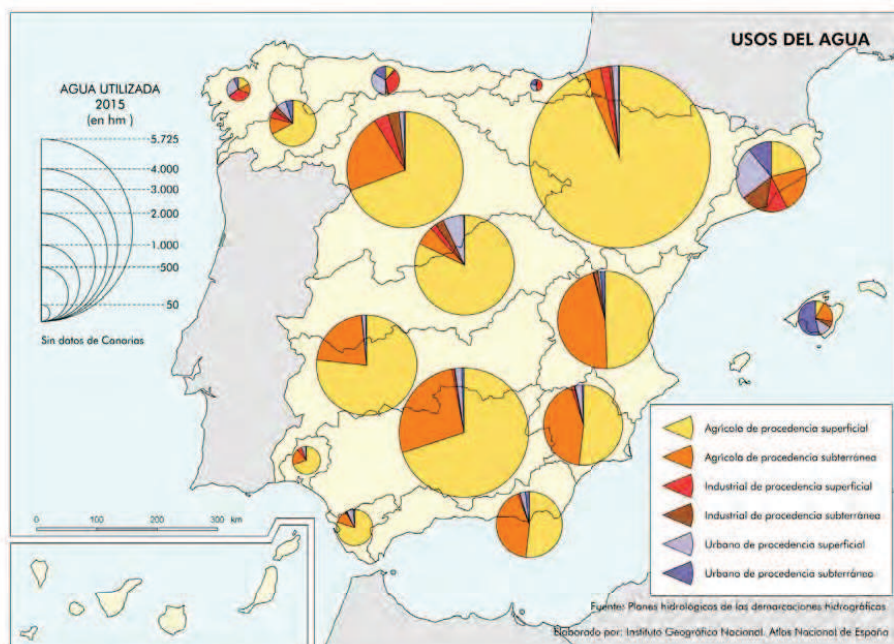 USOS DEL AGUA
AGUA UTILIZADA
2015
(en hm )
5.725
4.000
3.000
2.000
1.000
500
50
Sin datos de Canarias
0 100 200 300 km
Agrícola de procedencia superficial
Agrícola de procedencia subterránea
Industrial de procedencia superficial
Industrial de procedencia subterránea
Urbano de procedencia superficial
Urbano de procedencia subterránea
Fuente: Planes hidrológicos de las demarcaciones hidrográficas
Elaborado por: Instituto Geográfico Nacional. Atlas Nacional de España